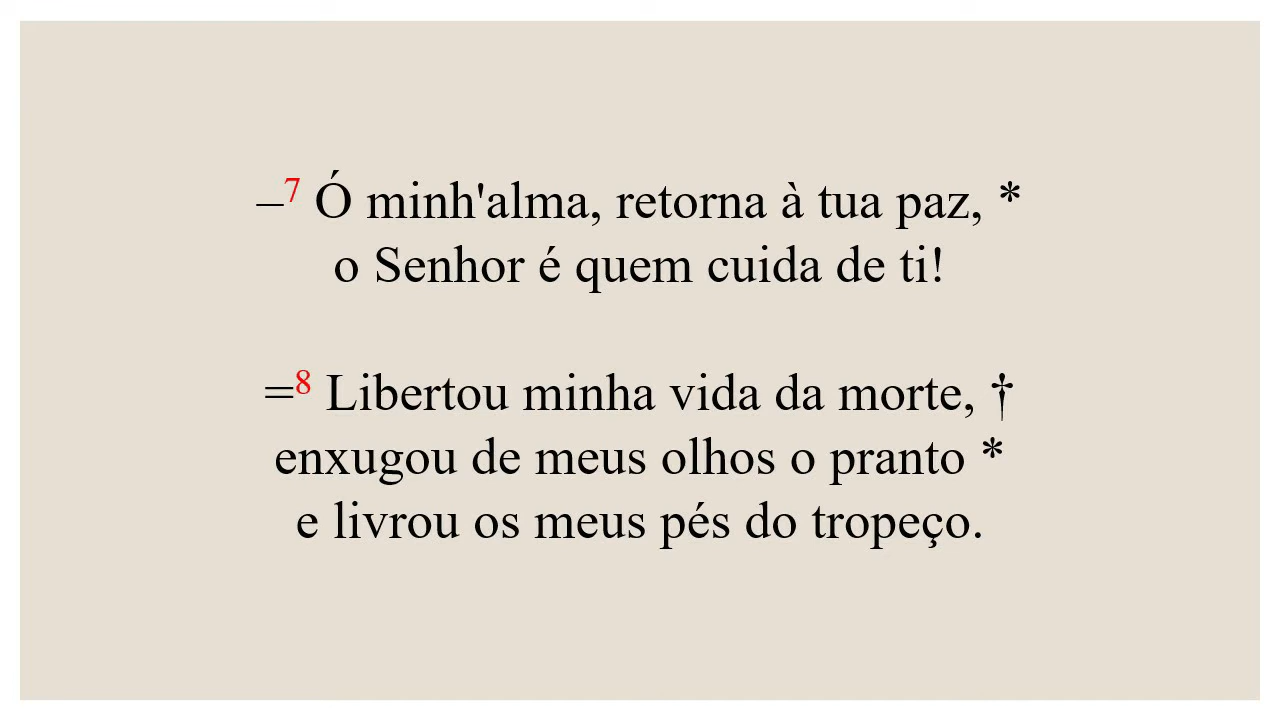 –7 Ó minh'alma, retorna à tua paz, *
o Senhor é quem cuida de ti!
=8 Libertou minha vida da morte, †
enxugou de meus olhos o pranto *
e livrou os meus pés do tropeço.